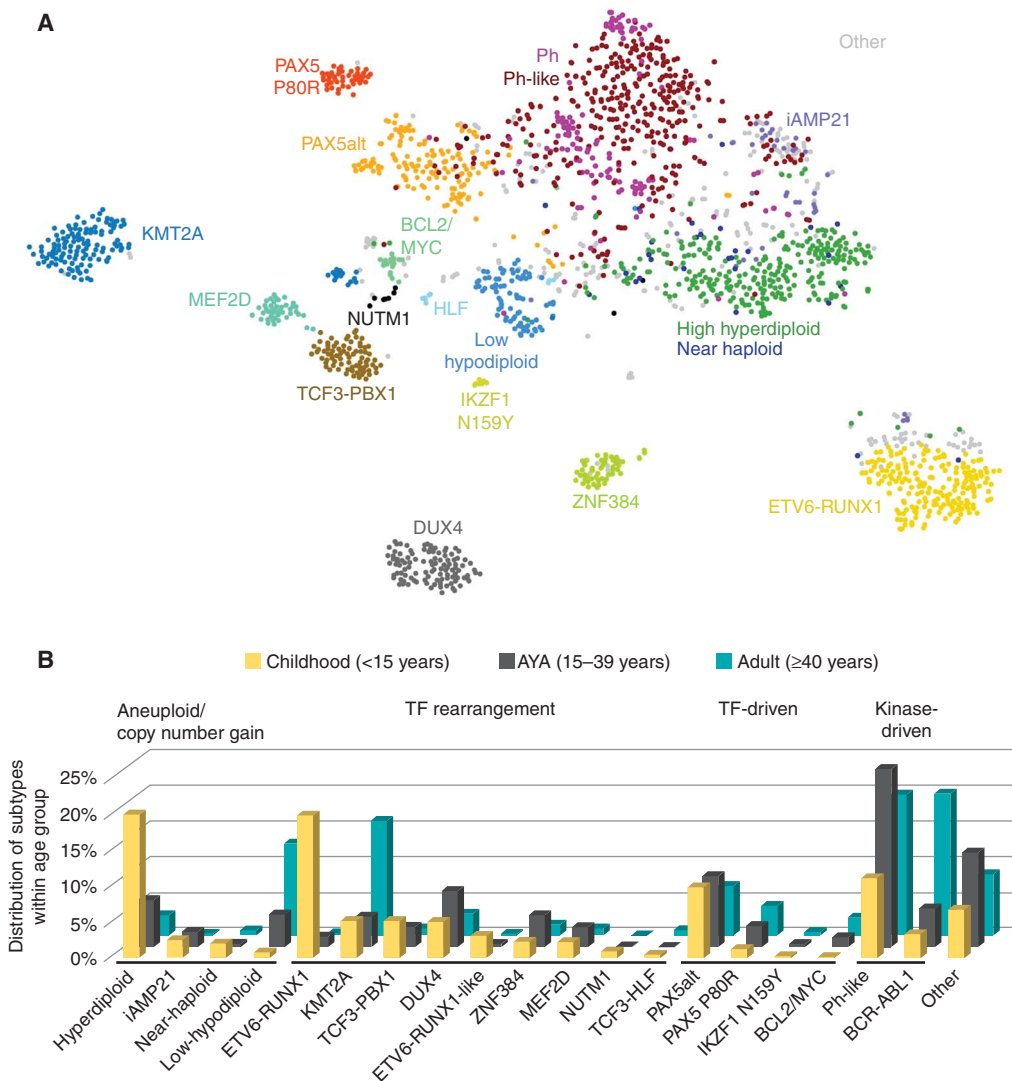 A
Other
Ph
Ph-like
PAX5
P80R
iAMP21
PAX5alt
BCL2/
MYC
KMT2A
MEF2D
NUTM1
HLF
High hyperdiploid
Near haploid
Low
hypodiploid
TCF3-PBX1
IKZF1
N159Y
ZNF384
ETV6-RUNX1
DUX4
B
Childhood (<15 years)
AYA (15–39 years)
Adult (≥40 years)
Aneuploid/
copy number gain
TF rearrangement
TF-driven
Kinase-
driven
Distribution of subtypes
within age group
25%
20%
15%
10%
5%
0%
Hyperdiploid
iAMP21
Near-haploid
Low-hypodiploid
ETV6-RUNX1
KMT2A
TCF3-PBX1
DUX4
ETV6-RUNX1-like
ZNF384
MEF2D
NUTM1
TCF3-HLF
PAX5alt
PAX5 P80R
IKZF1 N159Y
BCL2/MYC
Ph-like
BCR-ABL1
Other